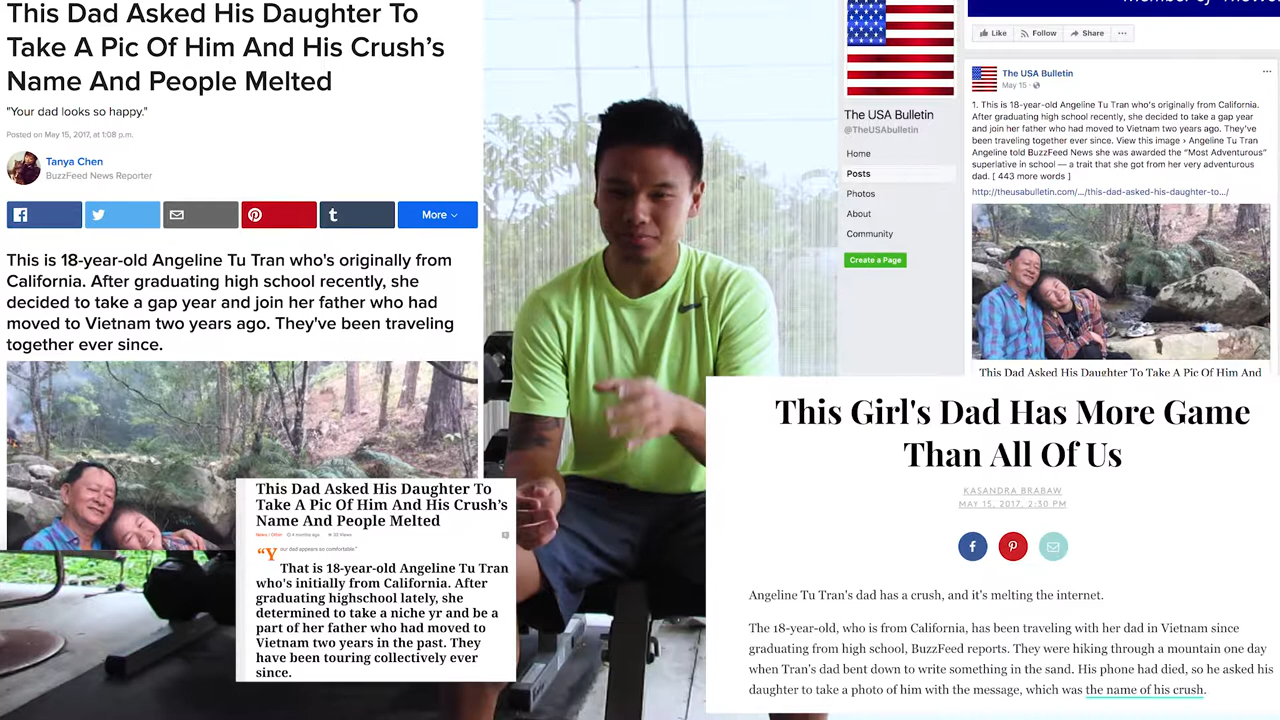 This Dad Asked His Daughter To
Take A Pic Of Him And His Crush's
Name And People Melted
"Your dad looks so happy."
Posted on May 15, 2017, at 1:08 p.m.
Tanya Chen
BuzzFeed News Reporter
More
This is 18-year-old Angeline Tu Tran who's originally from
California. After graduating high school recently, she
decided to take a gap year and join her father who had
moved to Vietnam two years ago. They've been traveling
together ever since.
This Dad Asked His Daughter To
Take A Pic Of Him And His Crush's
Name And People Melted
"Y our dad appears so comfortable."
That is 18-year-old Angeline Tu Tran
who's initially from California. After
graduating highschool lately, she
determined to take a niche yr and be a
part of her father who had moved to
Vietnam two years in the past. They
have been touring collectively ever
since.
The USA Bulletin
@TheUSAbulletin
Home
Posts
Photos
About
Community
Create a Page
Like
Follow
Share
The USA Bulletin
May 15
1. This is 18-year-old Angeline Tu Tran who's originally from California.
After graduating high school recently, she decided to take a gap year
and join her father who had moved to Vietnam two years ago. They've
been traveling together ever since. View this image › Angeline Tu Tran
Angeline told BuzzFeed News she was awarded the "Most Adventurous"
superlative in school — a trait that she got from her very adventurous
dad. [ 443 more words ]
http://theusabulletin.com/.../this-dad-asked-his-daughter-to.../
This Dad Asked His Daughter To Take A Pic Of Him And
This Girl's Dad Has More Game
Than All Of Us
KASANDRA BRABAW
MAY 15, 2017, 2:30 PM
Angeline Tu Tran's dad has a crush, and it's melting the internet.
The 18-year-old, who is from California, has been traveling with her dad in Vietnam since
graduating from high school, BuzzFeed reports. They were hiking through a mountain one day
when Tran's dad bent down to write something in the sand. His phone had died, so he asked his
daughter to take a photo of him with the message, which was the name of his crush.